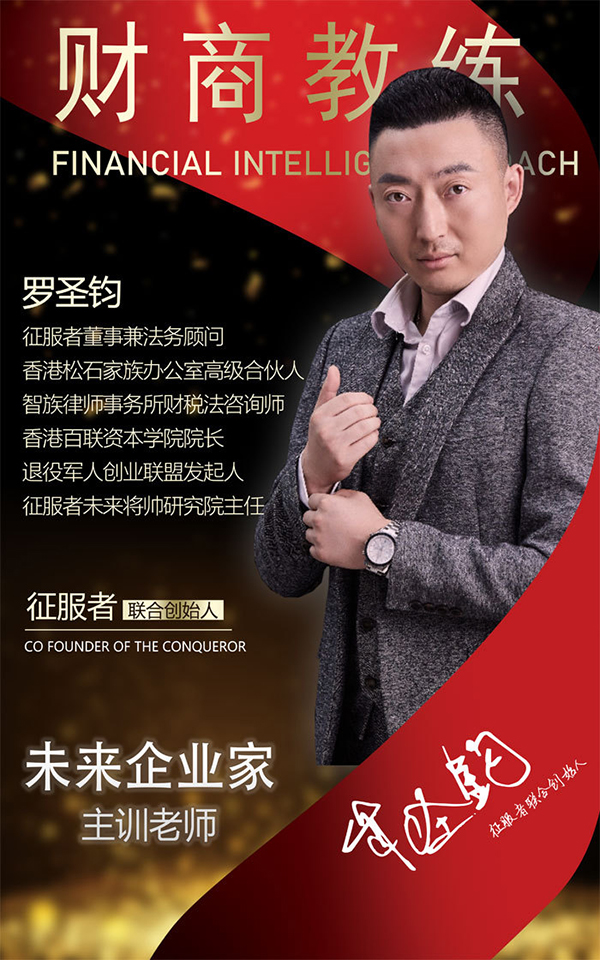 财商教练
FINANCIAL INTELLIG ACH
罗圣钧
征服者董事兼法务顾问
香港松石家族办公室高级合伙人
智族律师事务所财税法咨询师
香港百联资本学院院长
退役军人创业联盟发起人
征服者未来将帅研究院主任
征服者 联合创始人
CO FOUNDER OF THE CONQUEROR
未来企业家
主训老师
罗圣钧
征服者联合创始人